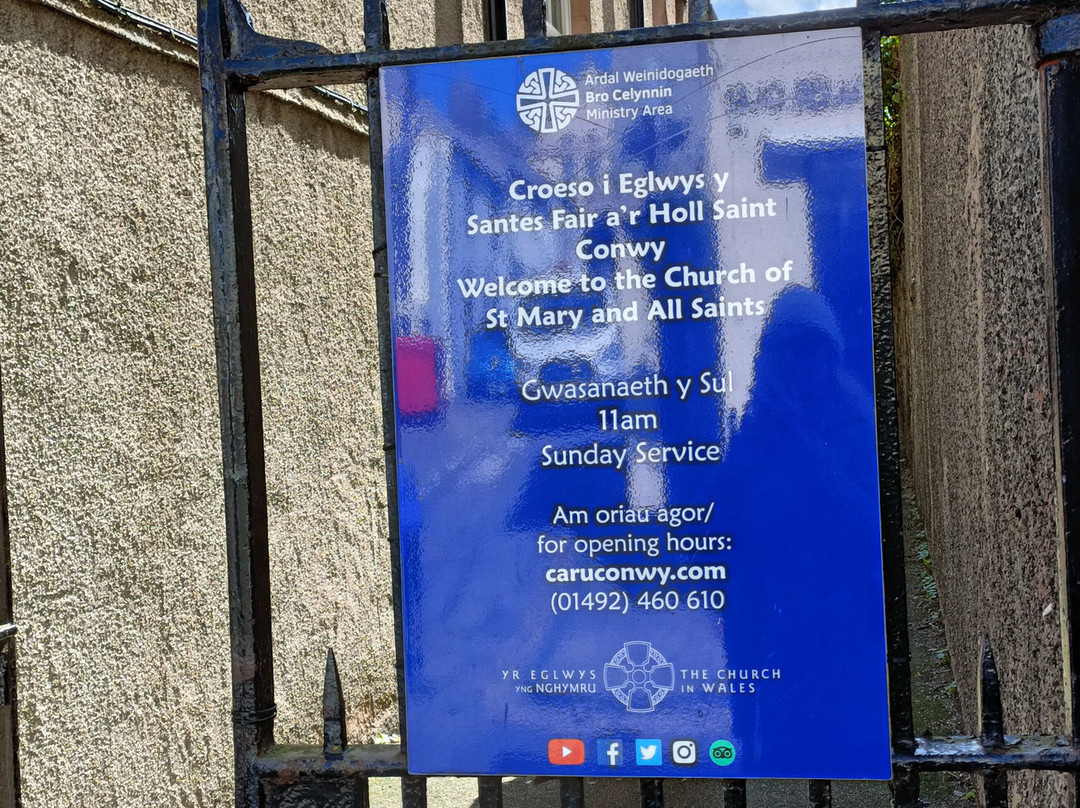 Ardal Weinidogaeth
Bro Celynnin
Ministry Area
Croeso i Eglwys y
Santes Fair a'r Holl Saint
Conwy
Welcome to the Church of
St Mary and All Saints
Gwasanaeth y Sul
11am
Sunday Service
Am oriau agor/
for opening hours:
caruconwy.com
(01492) 460 610
YR EGLWYS THE CHURCH
YNG NGHYMRU IN WALES